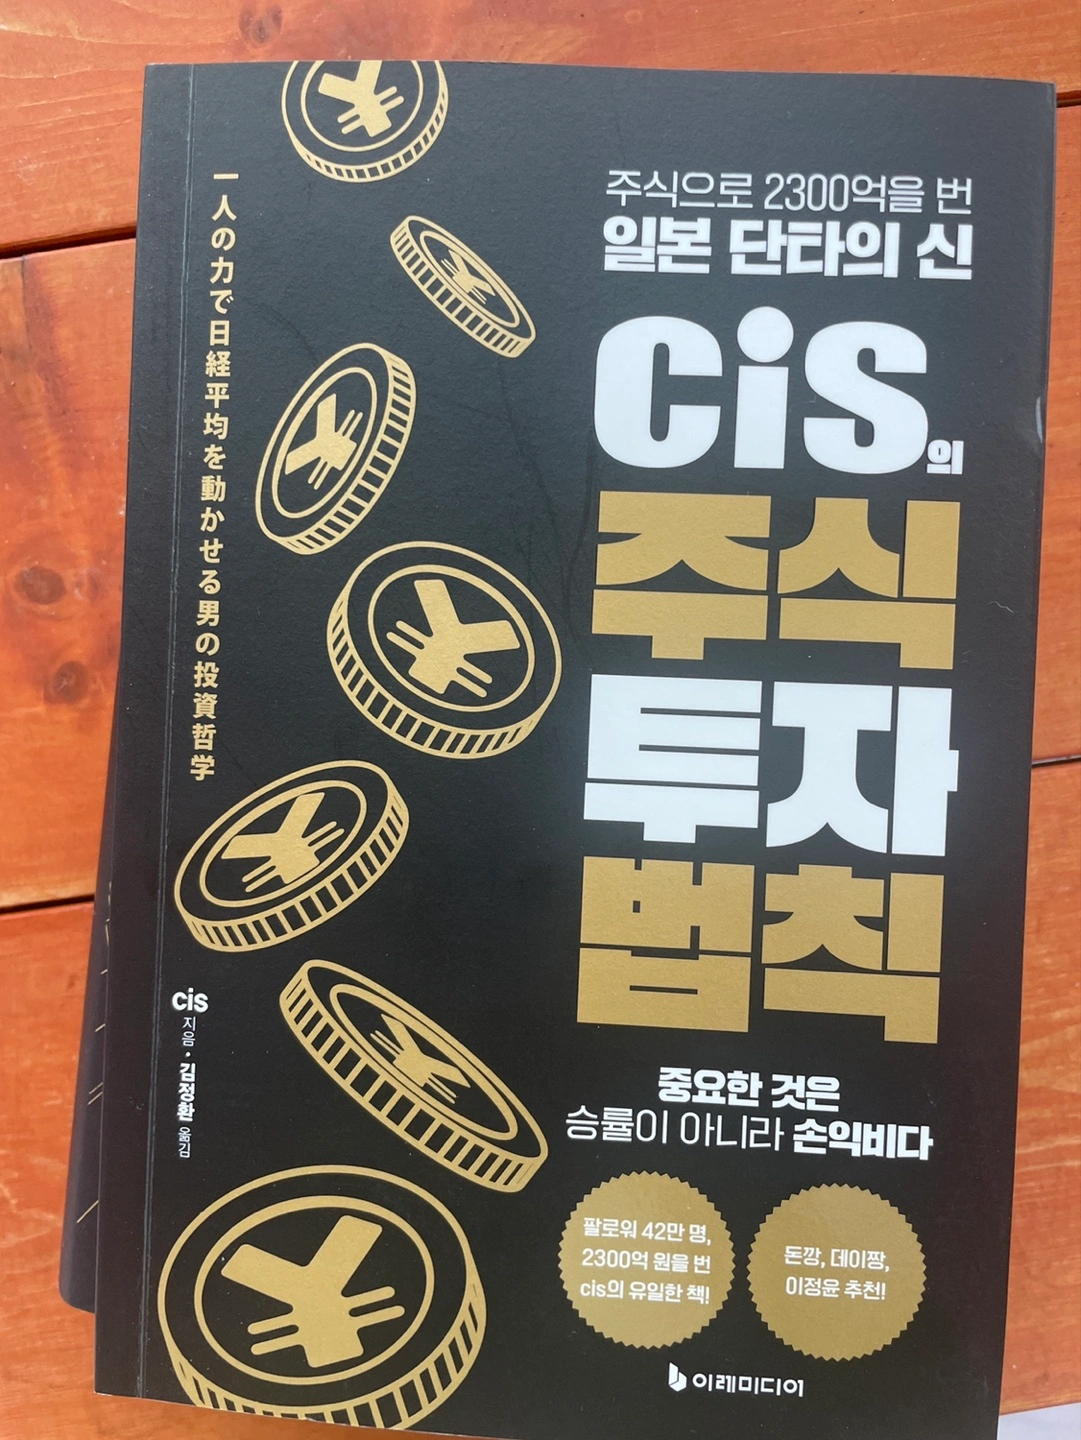 一人の力で日経平均を動かせる男の投資哲学
주식으로 2300억을 번
일본 단타의 신
cis의
주식
투자
법칙
cis 지음・김정환 옮김
중요한 것은
승률이 아니라 손익비다
팔로워 42만 명,
2300억 원을 번
cis의 유일한 책!
돈깡, 데이짱,
이정윤 추천!
이레미디어